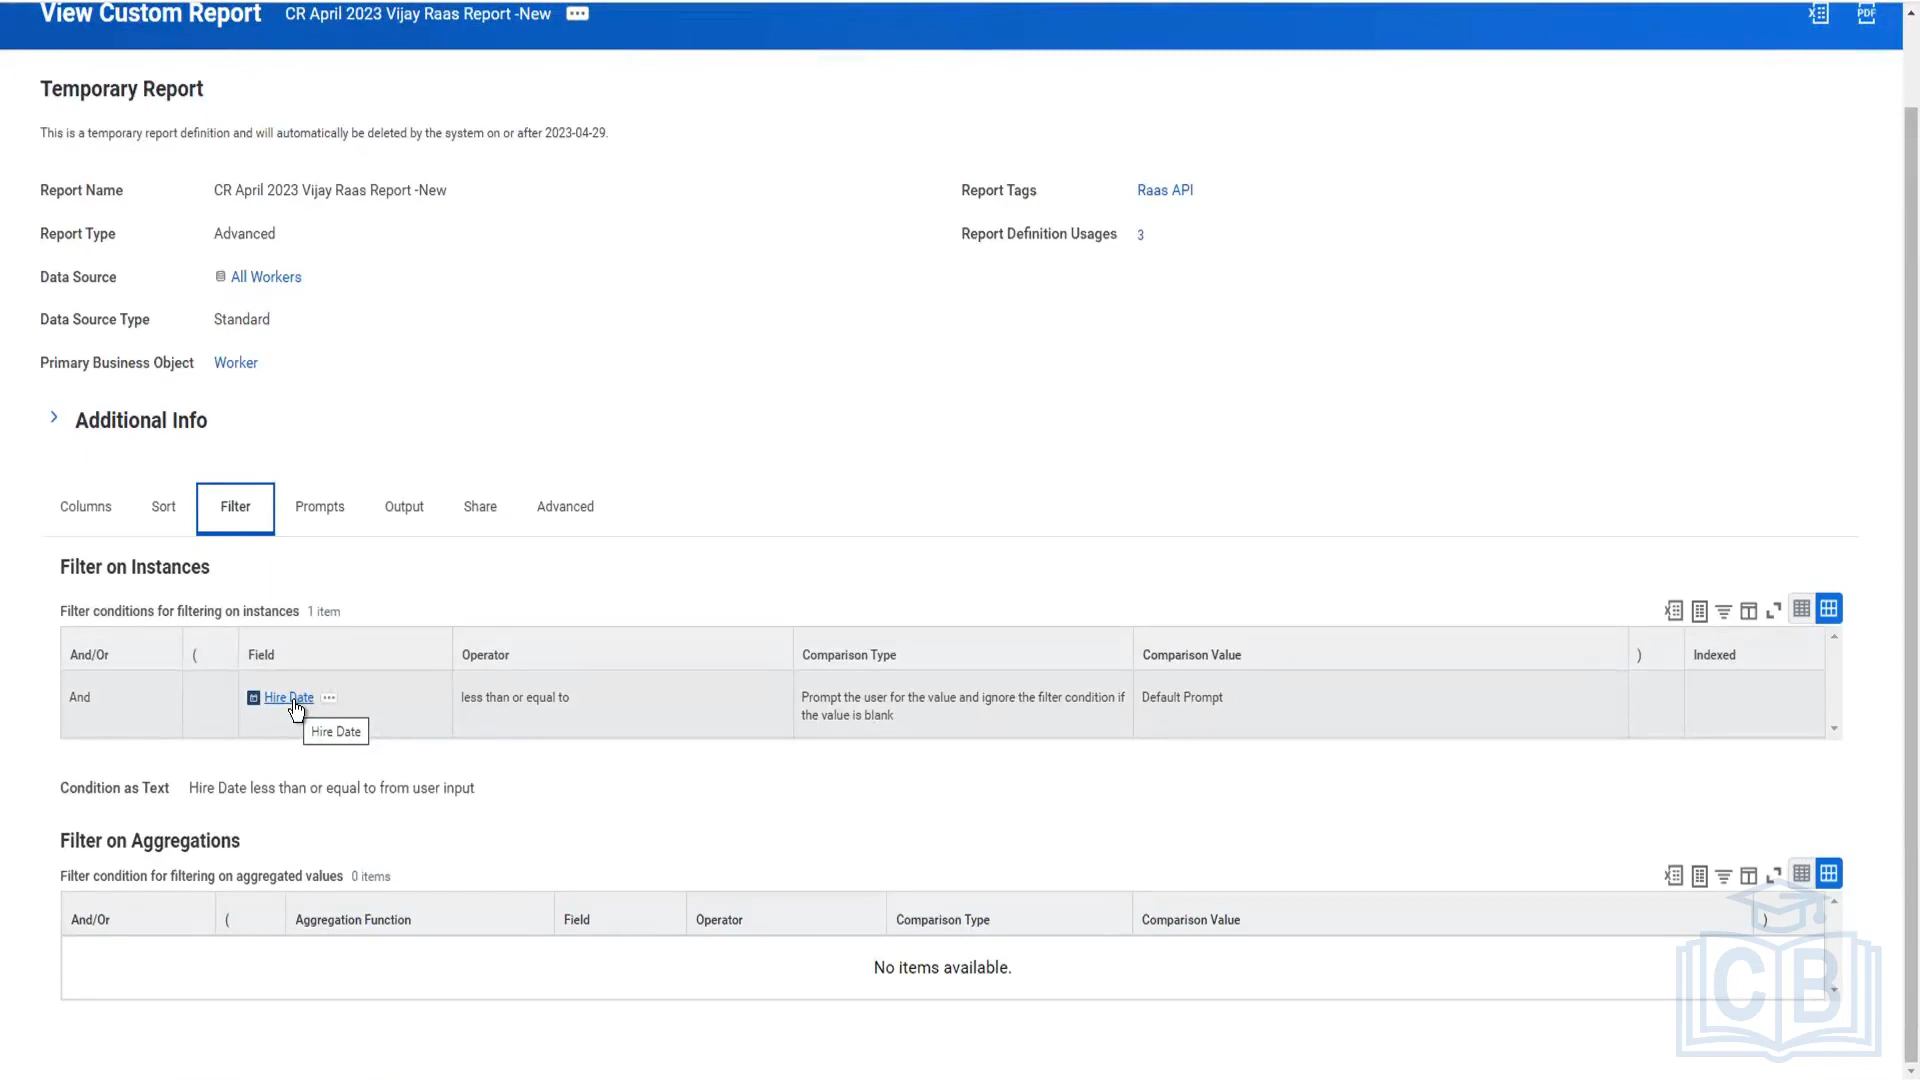 View Custom Report CR April 2023 Vijay Raas Report -New
PDF
Temporary Report
This is a temporary report definition and will automatically be deleted by the system on or after 2023-04-29.
Report Name CR April 2023 Vijay Raas Report -New Report Tags Raas API
Report Type Advanced Report Definition Usages 3
Data Source All Workers
Data Source Type Standard
Primary Business Object Worker
Additional Info
Columns Sort Filter Prompts Output Share Advanced
Filter on Instances
Filter conditions for filtering on instances 1 item
And/Or ( Field Operator Comparison Type Comparison Value ) Indexed
And Hire Date less than or equal to Prompt the user for the value and ignore the filter condition if Default Prompt
the value is blank
Hire Date
Condition as Text Hire Date less than or equal to from user input
Filter on Aggregations
Filter condition for filtering on aggregated values 0 items
And/Or ( Aggregation Function Field Operator Comparison Type Comparison Value )
No items available.
CB